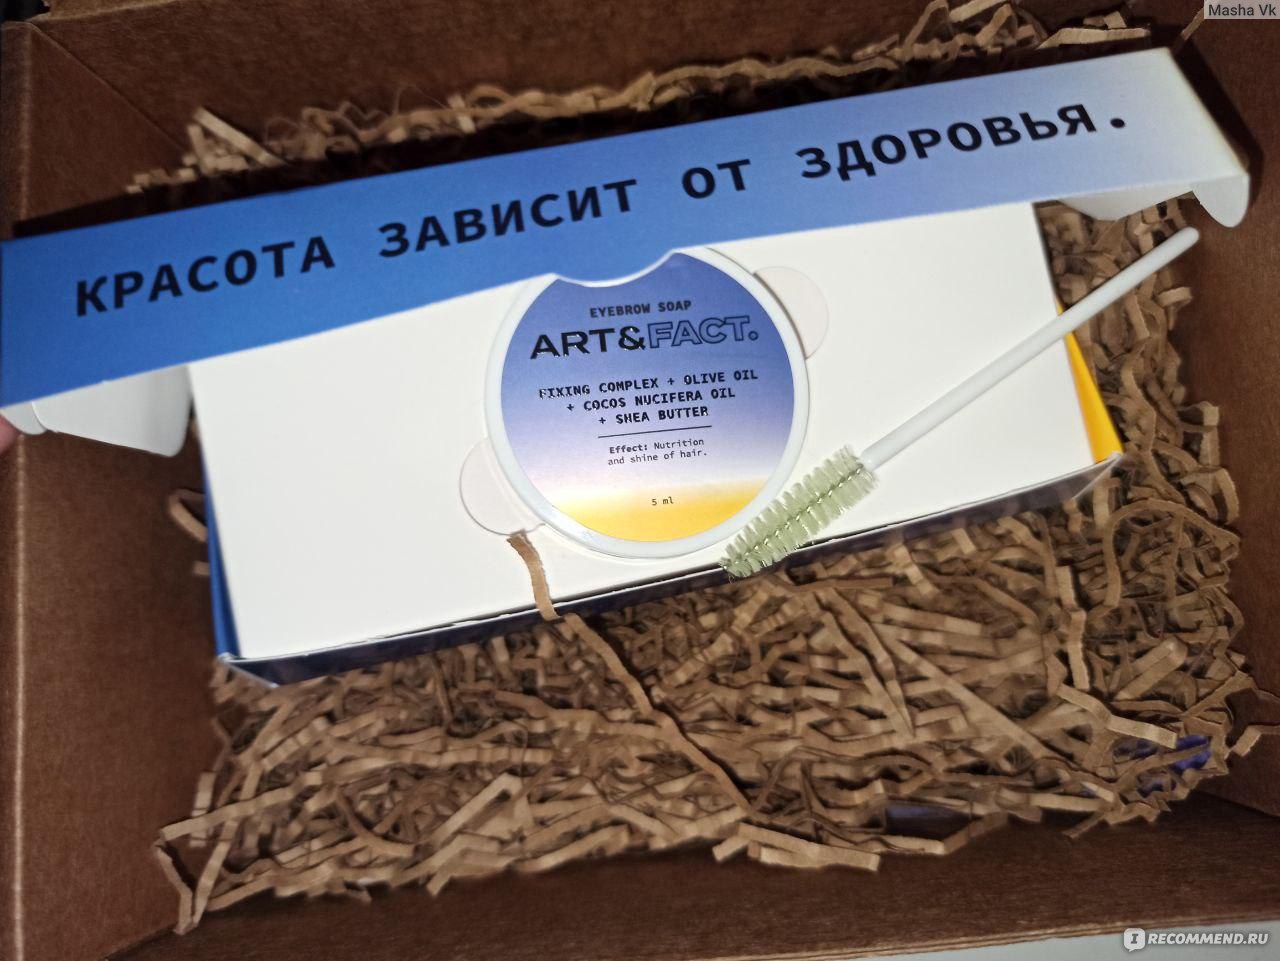 Masha Vk
КРАСОТА ЗАВИСИТ ОТ ЗДОРОВЬЯ.
EYEBROW SOAP
ART&FACT.
FIXING COMPLEX + OLIVE OIL
+ COCOS NUCIFERA OIL
+ SHEA BUTTER
Effect: Nutrition
and shine of hair.
5 ml
IRECOMMEND.RU